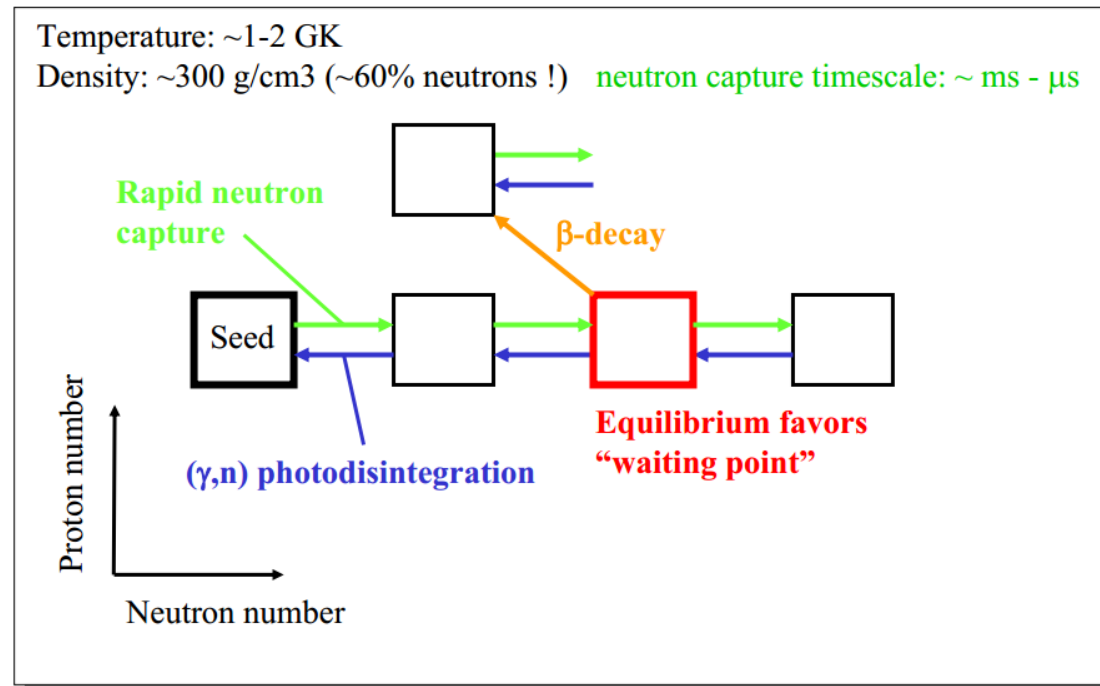 Temperature: ~1-2 GK
Density: ~300 g/cm3 (~60% neutrons !)
neutron capture timescale: ~ ms - μs
Rapid neutron
capture
β-decay
Seed
Equilibrium favors
“waiting point”
(γ,n) photodisintegration
Proton number
Neutron number